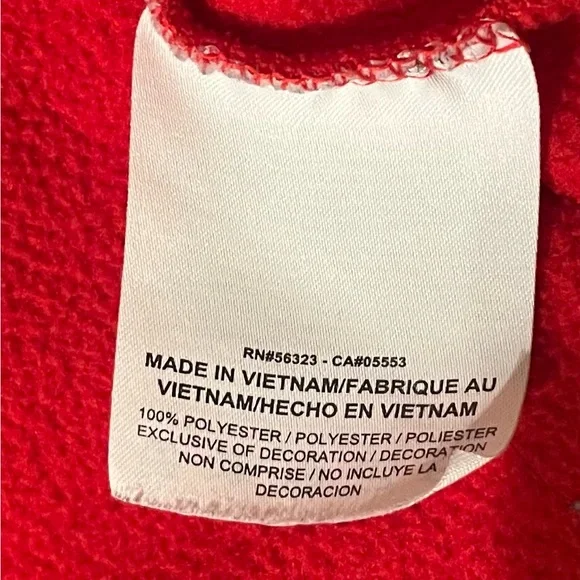 RN#56323 - CA#05553
MADE IN VIETNAM/FABRIQUE AU
VIETNAM/HECHO EN VIETNAM
100% POLYESTER / POLYESTER / POLIESTER
EXCLUSIVE OF DECORATION / DECORATION
NON COMPRISE / NO INCLUYE LA
DECORACION